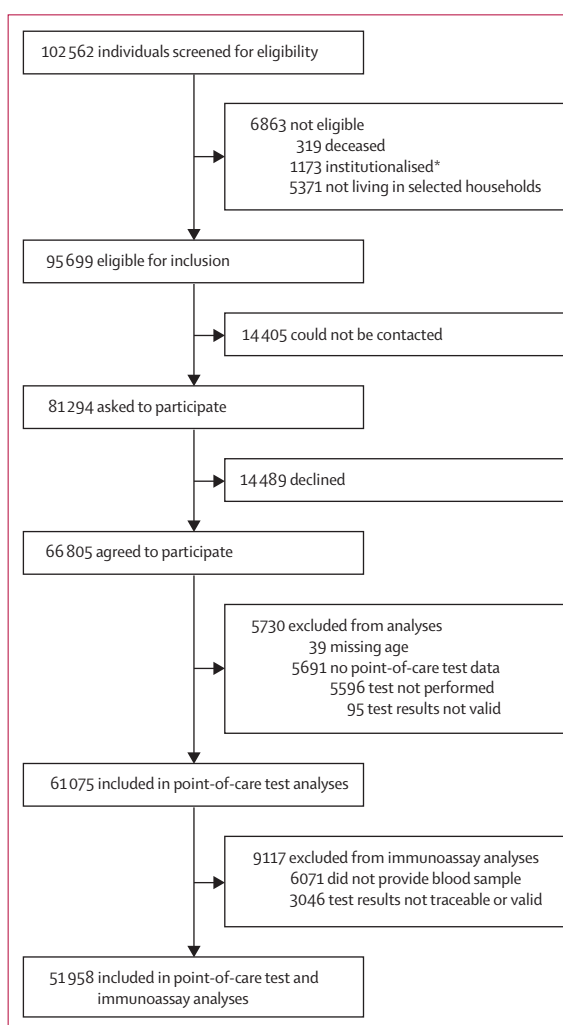 102 562 individuals screened for eligibility
6863 not eligible
319 deceased
1173 institutionalised*
5371 not living in selected households
95 699 eligible for inclusion
14 405 could not be contacted
81 294 asked to participate
14 489 declined
66 805 agreed to participate
5730 excluded from analyses
39 missing age
5691 no point-of-care test data
5596 test not performed
95 test results not valid
61 075 included in point-of-care test analyses
9117 excluded from immunoassay analyses
6071 did not provide blood sample
3046 test results not traceable or valid
51 958 included in point-of-care test and
immunoassay analyses